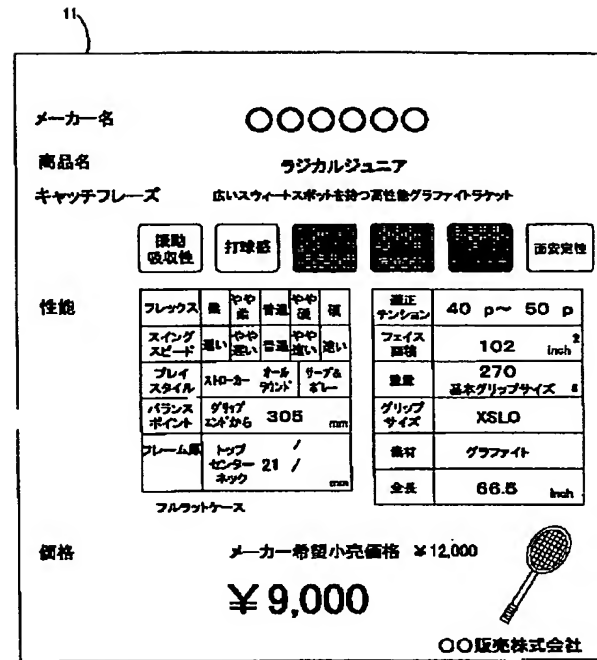 11
メーカー名 〇〇〇〇〇〇
商品名 ラジカルジュニア
キャッチフレーズ 広いスウィートスポットを持つ高性能グラファイトラケット
振動吸収性 打球感 面安定性
性能
フレックス 柔 やや柔 普通 やや硬 硬
スイングスピード 遅い やや遅い 普通 やや速い 速い
プレイスタイル ストローカー オールラウンド サーブ&ボレー
バランスポイント グリップエンドから 305 mm
フレーム厚 トップ / センター 21 / ネック mm
適正テンション 40 p～ 50 p
フェイス面積 102 inch2
重量 270 基本グリップサイズ g
グリップサイズ XSLO
素材 グラファイト
全長 66.5 inch
フルラットケース
価格 メーカー希望小売価格 ¥12,000
¥9,000
〇〇販売株式会社